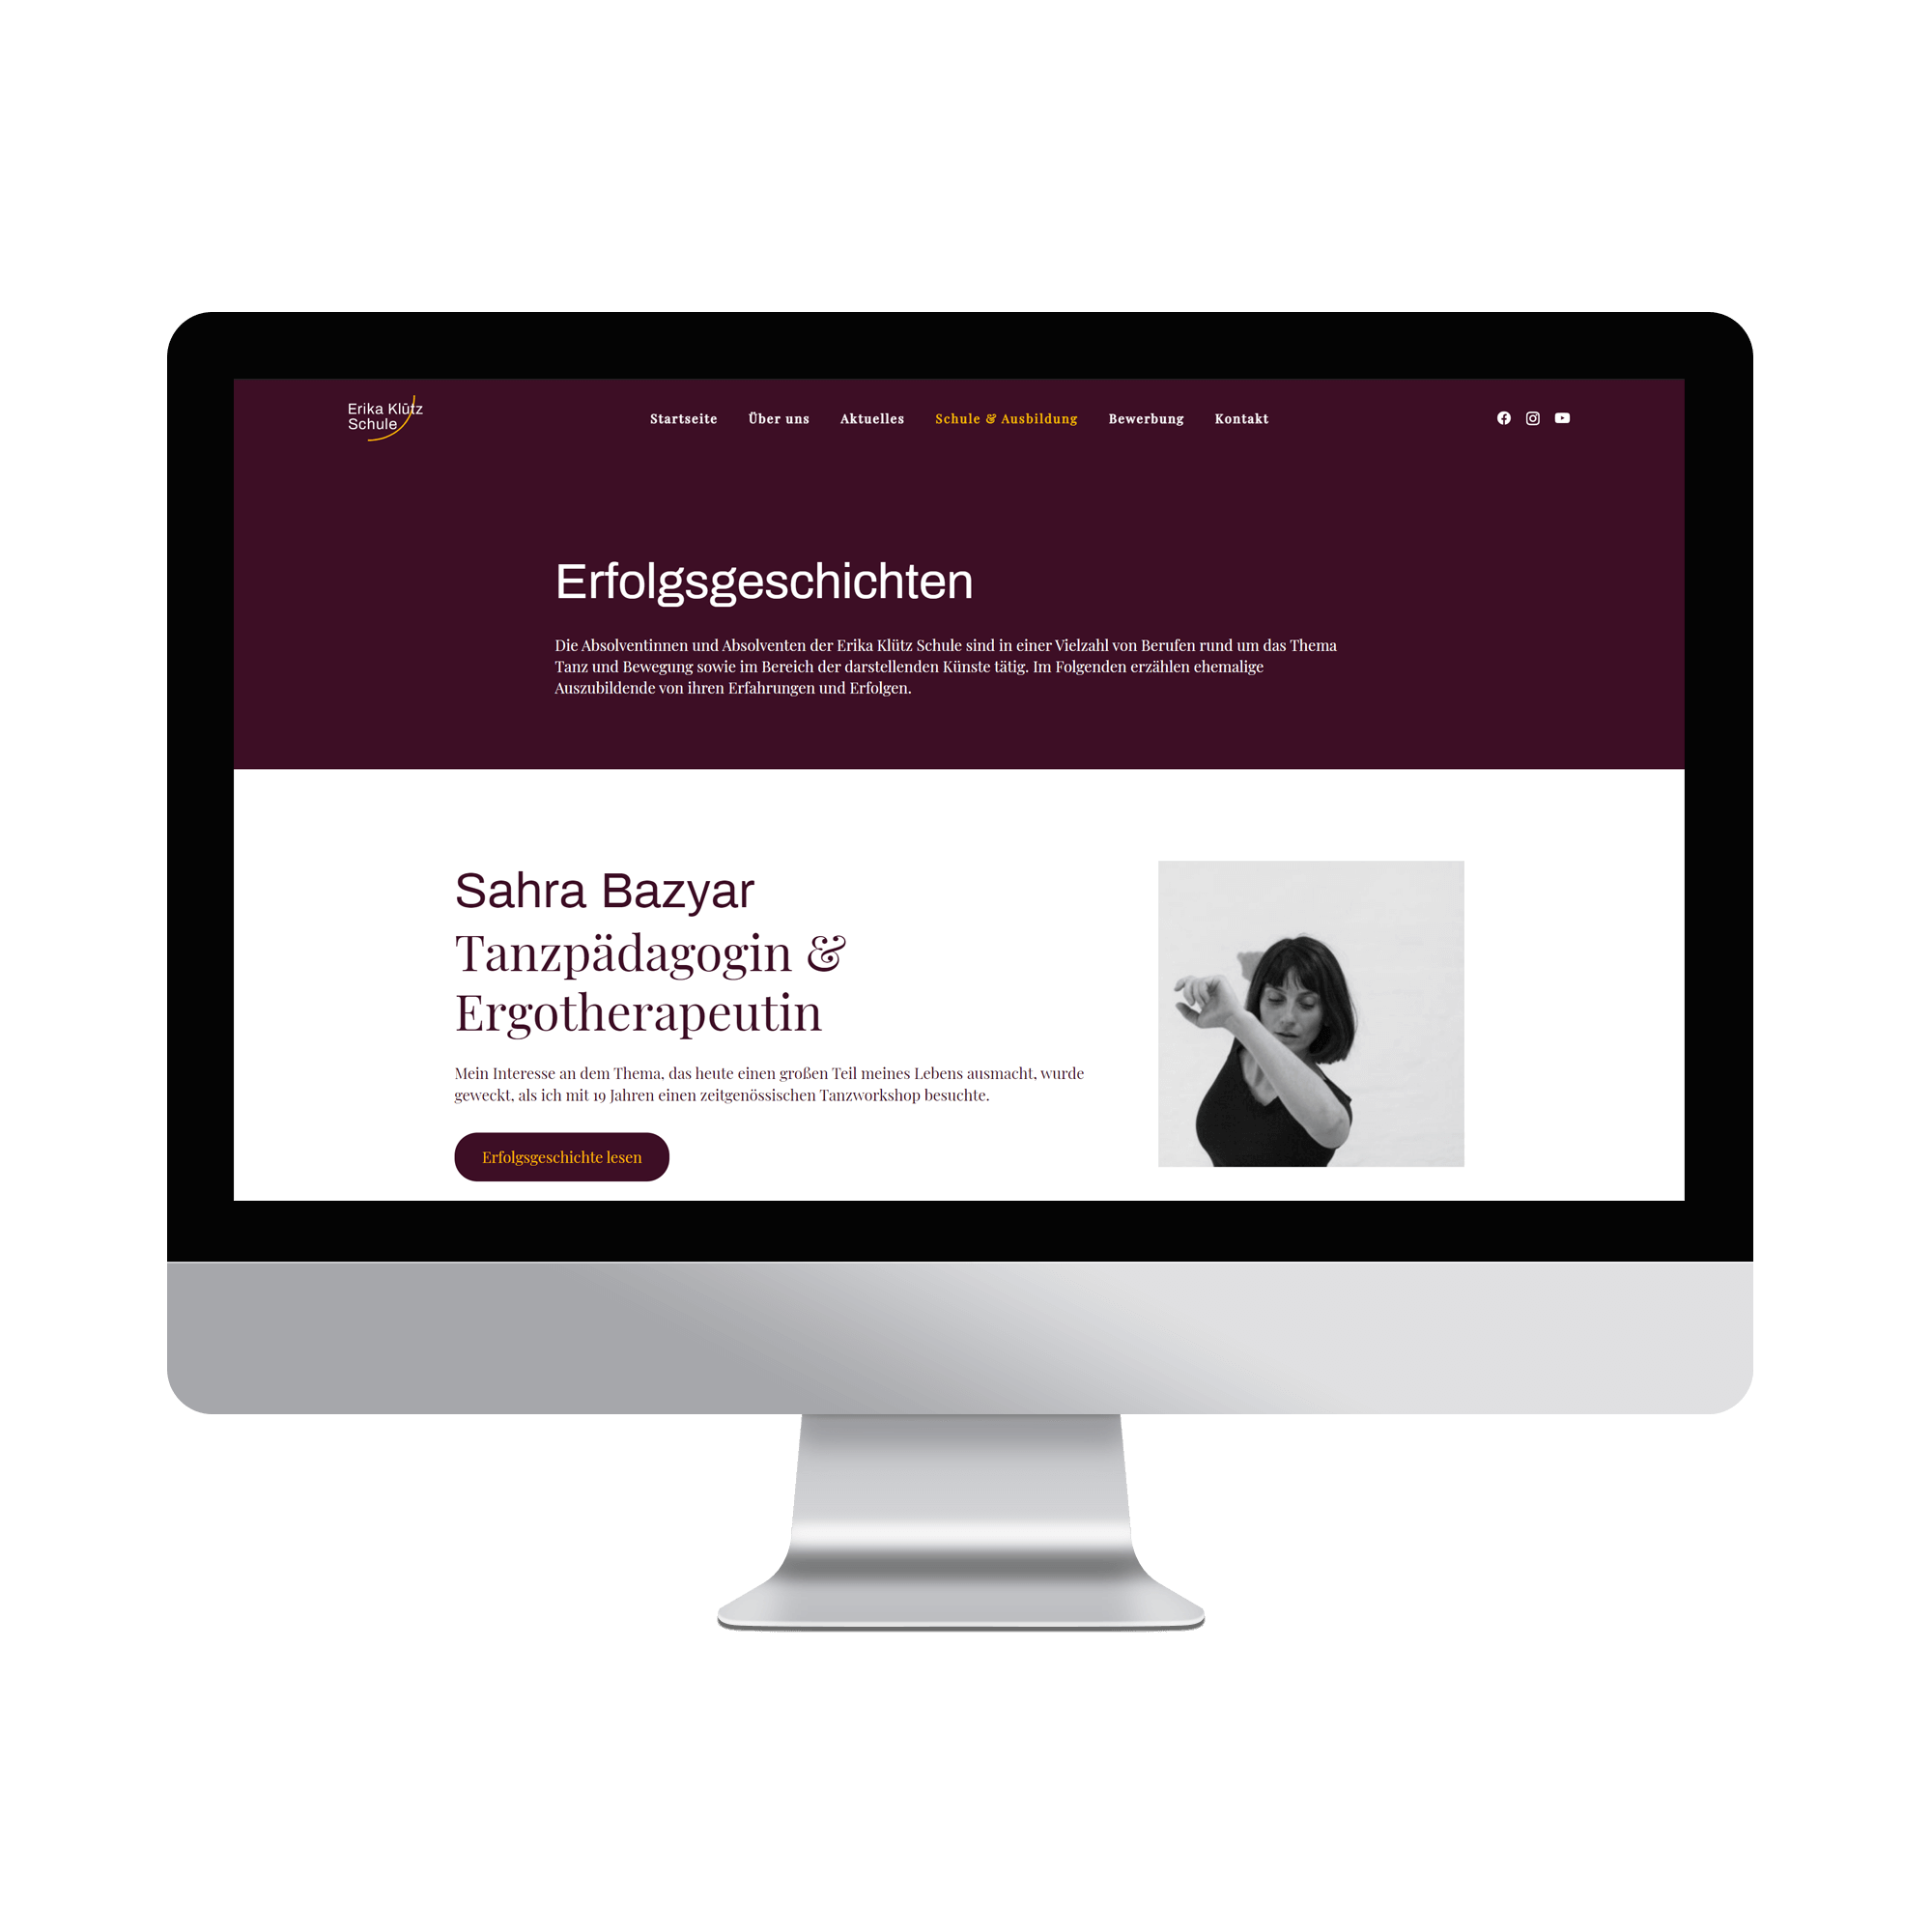 Erika Klütz
Schule
Startseite Über uns Aktuelles Schule & Ausbildung Bewerbung Kontakt
Erfolgsgeschichten
Die Absolventinnen und Absolventen der Erika Klütz Schule sind in einer Vielzahl von Berufen rund um das Thema
Tanz und Bewegung sowie im Bereich der darstellenden Künste tätig. Im Folgenden erzählen ehemalige
Auszubildende von ihren Erfahrungen und Erfolgen.
Sahra Bazyar
Tanzpädagogin &
Ergotherapeutin
Mein Interesse an dem Thema, das heute einen großen Teil meines Lebens ausmacht, wurde
geweckt, als ich mit 19 Jahren einen zeitgenössischen Tanzworkshop besuchte.
Erfolgsgeschichte lesen